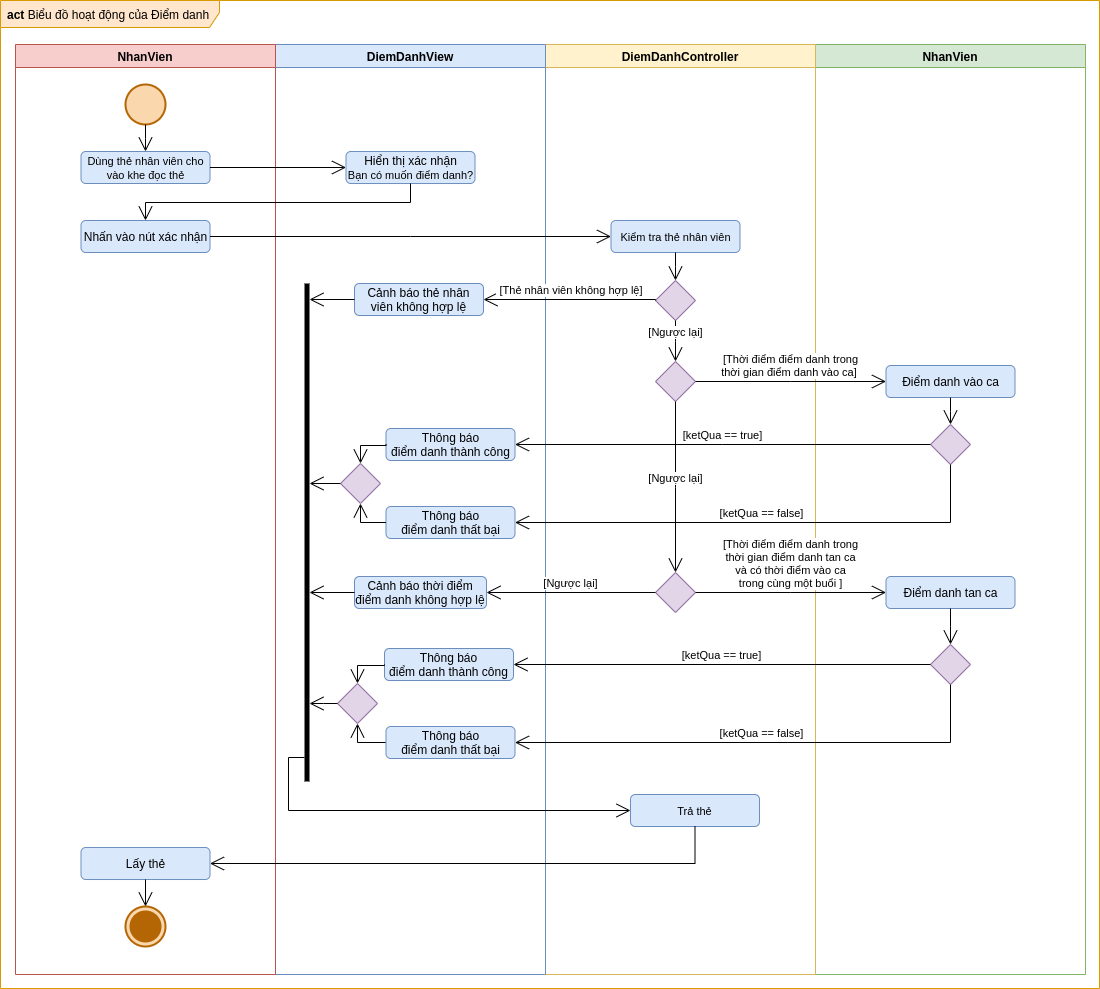 act Biểu đồ hoạt động của Điểm danh
NhanVien
DiemDanhView
DiemDanhController
NhanVien
Dùng thẻ nhân viên cho
vào khe đọc thẻ
Hiển thị xác nhận
Bạn có muốn điểm danh?
Nhấn vào nút xác nhận
Kiểm tra thẻ nhân viên
Cảnh báo thẻ nhân
viên không hợp lệ
[Thẻ nhân viên không hợp lệ]
[Ngược lại]
[Thời điểm điểm danh trong
thời gian điểm danh vào ca]
Điểm danh vào ca
Thông báo
điểm danh thành công
[ketQua == true]
[Ngược lại]
Thông báo
điểm danh thất bại
[ketQua == false]
[Thời điểm điểm danh trong
thời gian điểm danh tan ca
và có thời điểm vào ca
trong cùng một buổi ]
Cảnh báo thời điểm
điểm danh không hợp lệ
[Ngược lại]
Điểm danh tan ca
Thông báo
điểm danh thành công
[ketQua == true]
Thông báo
điểm danh thất bại
[ketQua == false]
Trả thẻ
Lấy thẻ